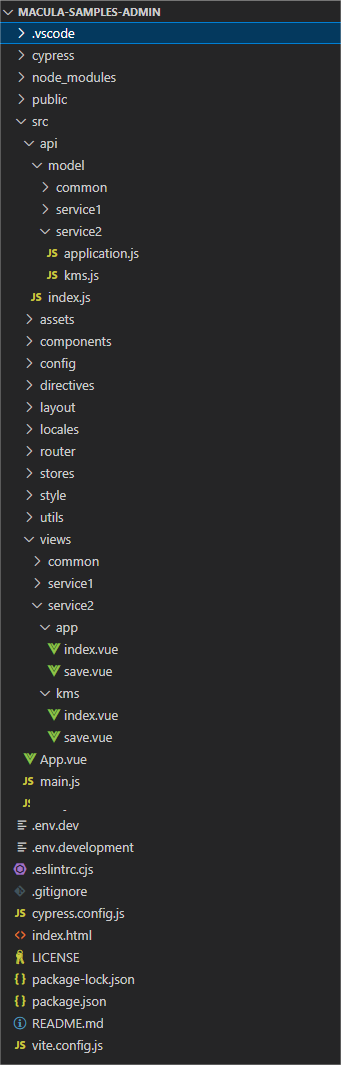 MACULA-SAMPLES-ADMIN
.vscode
cypress
node_modules
public
src
api
model
common
service1
service2
JS application.js
JS kms.js
JS index.js
assets
components
config
directives
layout
locales
router
stores
style
utils
views
common
service1
service2
app
index.vue
save.vue
kms
index.vue
save.vue
App.vue
JS main.js
.env.dev
.env.development
.eslintrc.cjs
.gitignore
JS cypress.config.js
<> index.html
LICENSE
{} package-lock.json
{} package.json
README.md
JS vite.config.js